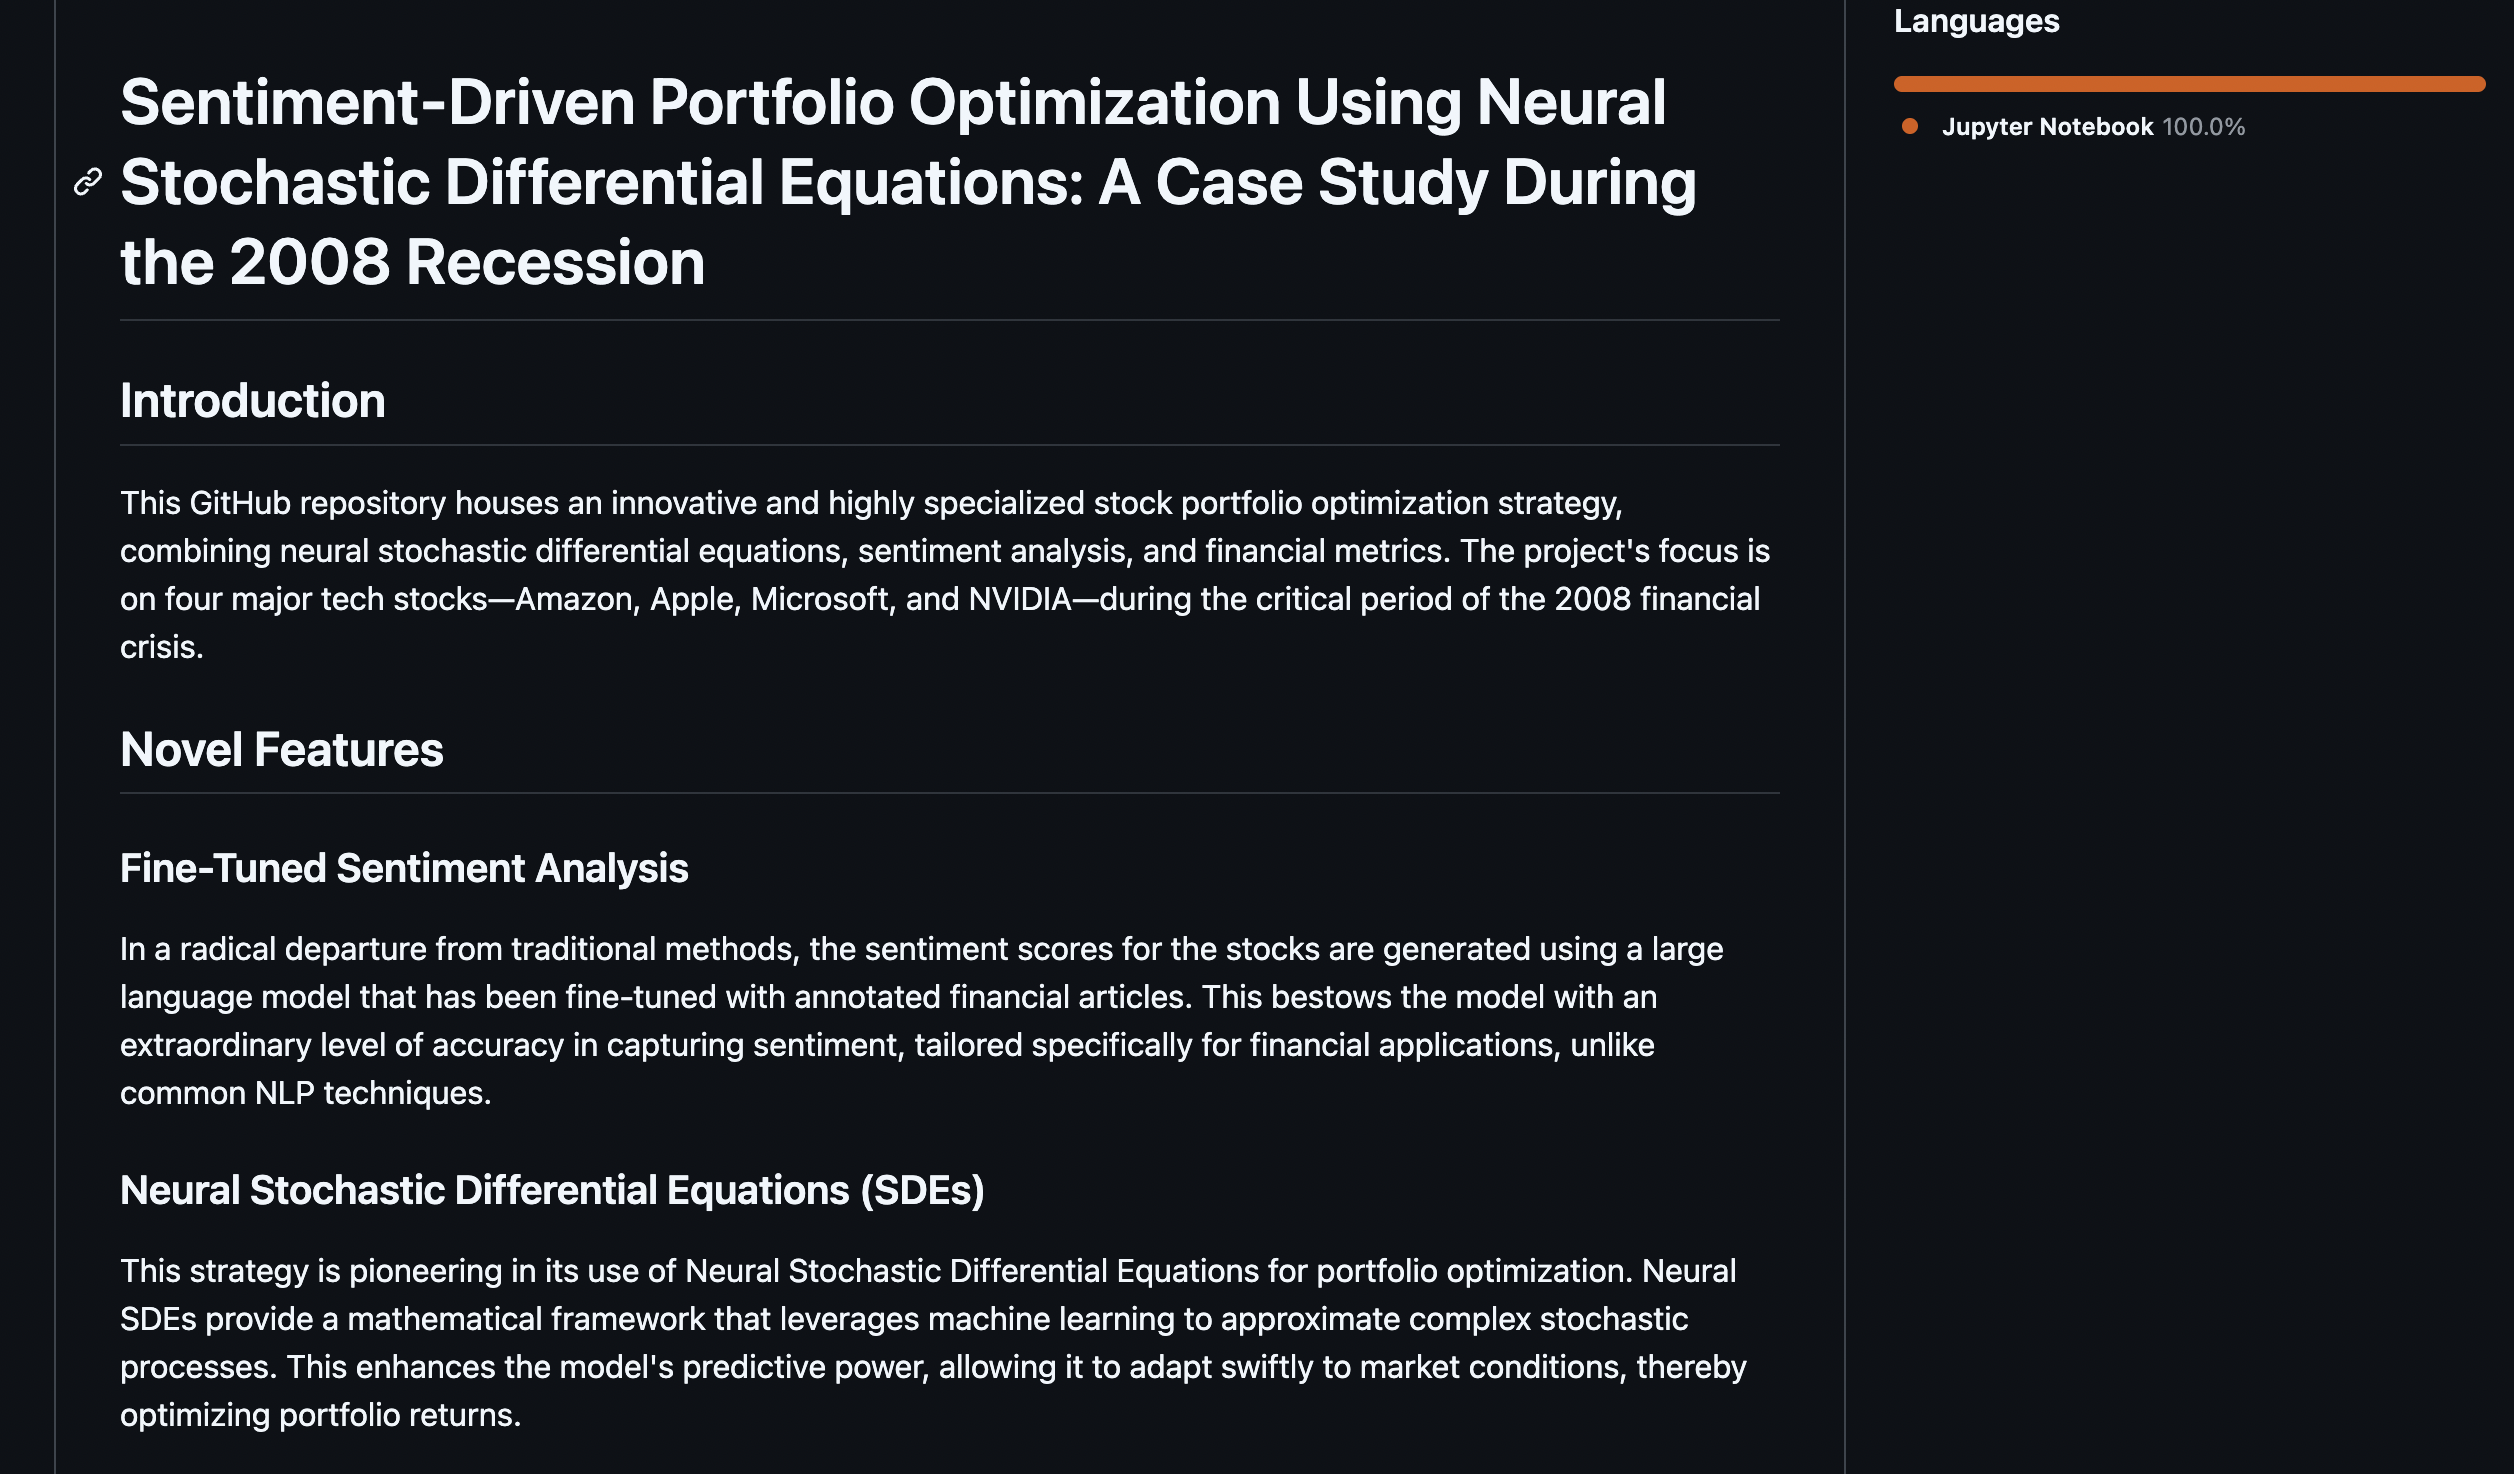 Sentiment-Driven Portfolio Optimization Using Neural
Stochastic Differential Equations: A Case Study During
the 2008 Recession
Introduction
This GitHub repository houses an innovative and highly specialized stock portfolio optimization strategy,
combining neural stochastic differential equations, sentiment analysis, and financial metrics. The project's focus is
on four major tech stocks—Amazon, Apple, Microsoft, and NVIDIA—during the critical period of the 2008 financial
crisis.
Novel Features
Fine-Tuned Sentiment Analysis
In a radical departure from traditional methods, the sentiment scores for the stocks are generated using a large
language model that has been fine-tuned with annotated financial articles. This bestows the model with an
extraordinary level of accuracy in capturing sentiment, tailored specifically for financial applications, unlike
common NLP techniques.
Neural Stochastic Differential Equations (SDEs)
This strategy is pioneering in its use of Neural Stochastic Differential Equations for portfolio optimization. Neural
SDEs provide a mathematical framework that leverages machine learning to approximate complex stochastic
processes. This enhances the model's predictive power, allowing it to adapt swiftly to market conditions, thereby
optimizing portfolio returns.
Languages
Jupyter Notebook 100.0%